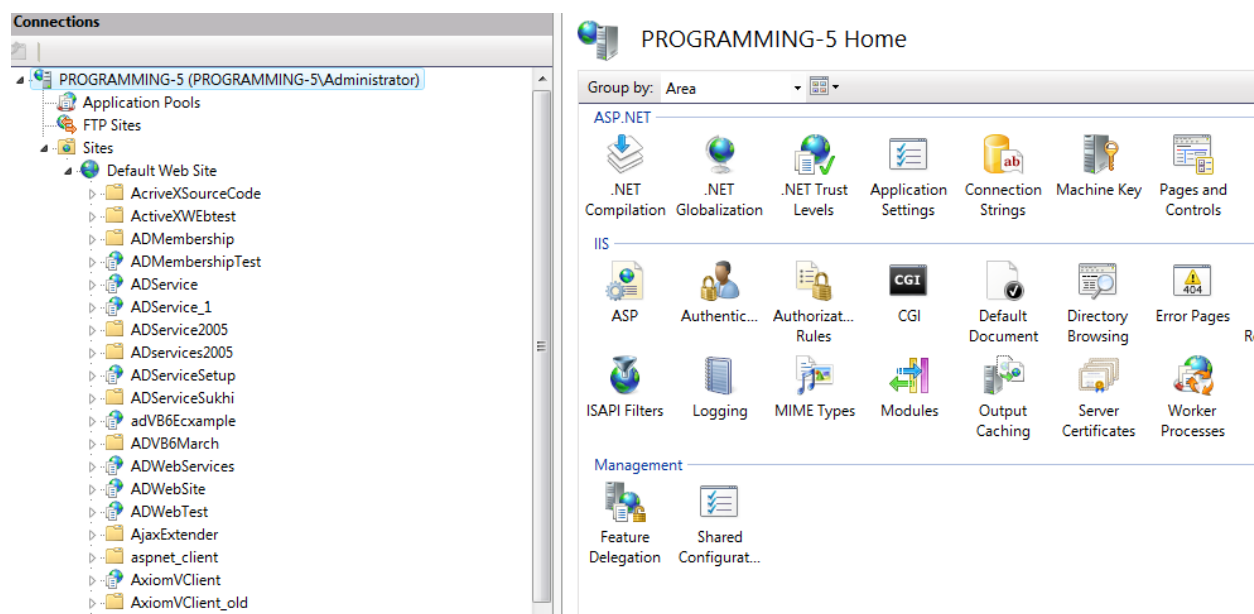 Connections
PROGRAMMING-5 (PROGRAMMING-5\Administrator)
Application Pools
FTP Sites
Sites
Default Web Site
AcriveXSourceCode
ActiveXWEbtest
ADMembership
ADMembershipTest
ADService
ADService_1
ADService2005
ADservices2005
ADServiceSetup
ADServiceSukhi
adVB6Ecxample
ADVB6March
ADWebServices
ADWebSite
ADWebTest
AjaxExtender
aspnet_client
AxiomVClient
AxiomVClient_old
PROGRAMMING-5 Home
Group by: Area
ASP.NET
.NET Compilation
.NET Globalization
.NET Trust Levels
Application Settings
Connection Strings
Machine Key
Pages and Controls
IIS
ASP
Authentic...
Authorizat... Rules
CGI
Default Document
Directory Browsing
Error Pages
ISAPI Filters
Logging
MIME Types
Modules
Output Caching
Server Certificates
Worker Processes
Management
Feature Delegation
Shared Configurat...